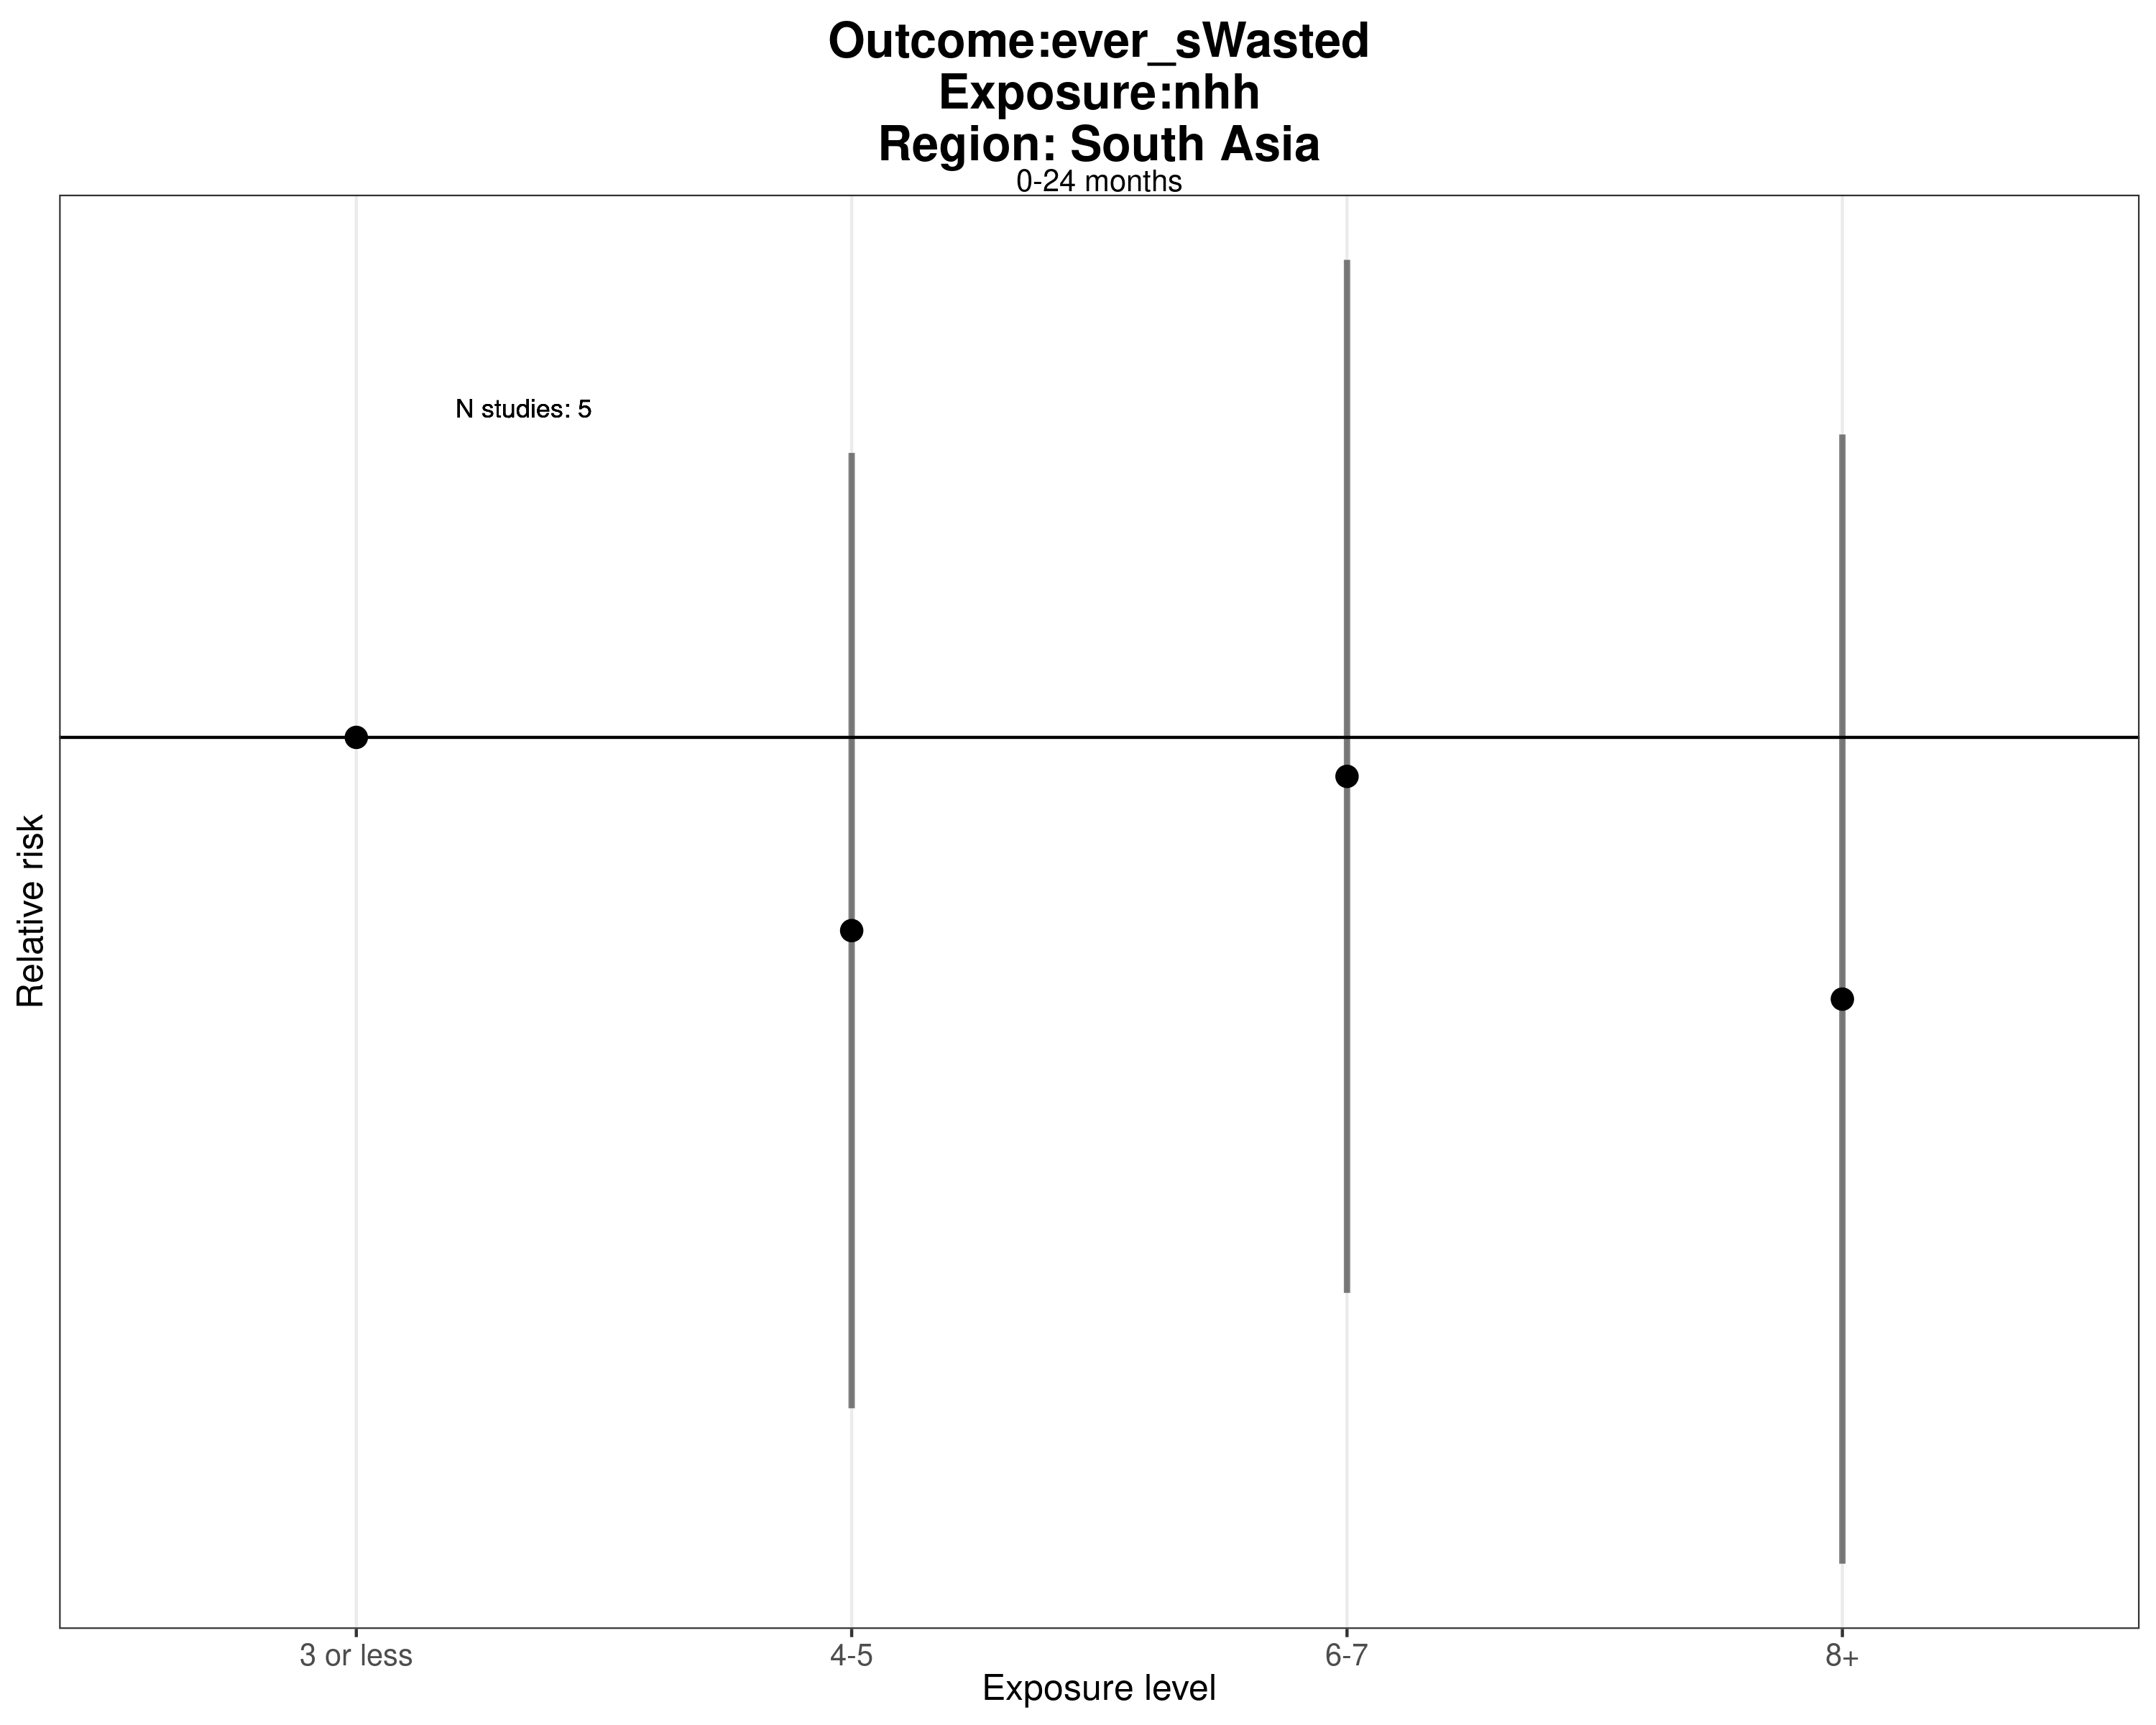 Outcome:ever_sWasted
Exposure:nhh
Region: South Asia
0-24 months
N studies: 5
Relative risk
3 or less
4-5
6-7
8+
Exposure level